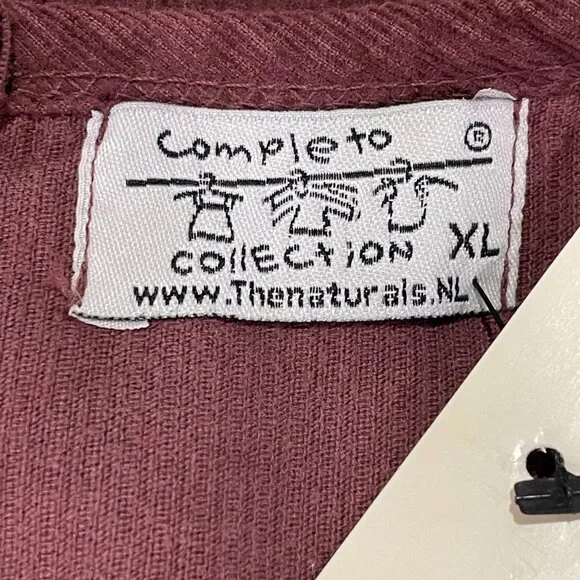 Completo ®
COllECTiON XL
www.Thenaturals.NL